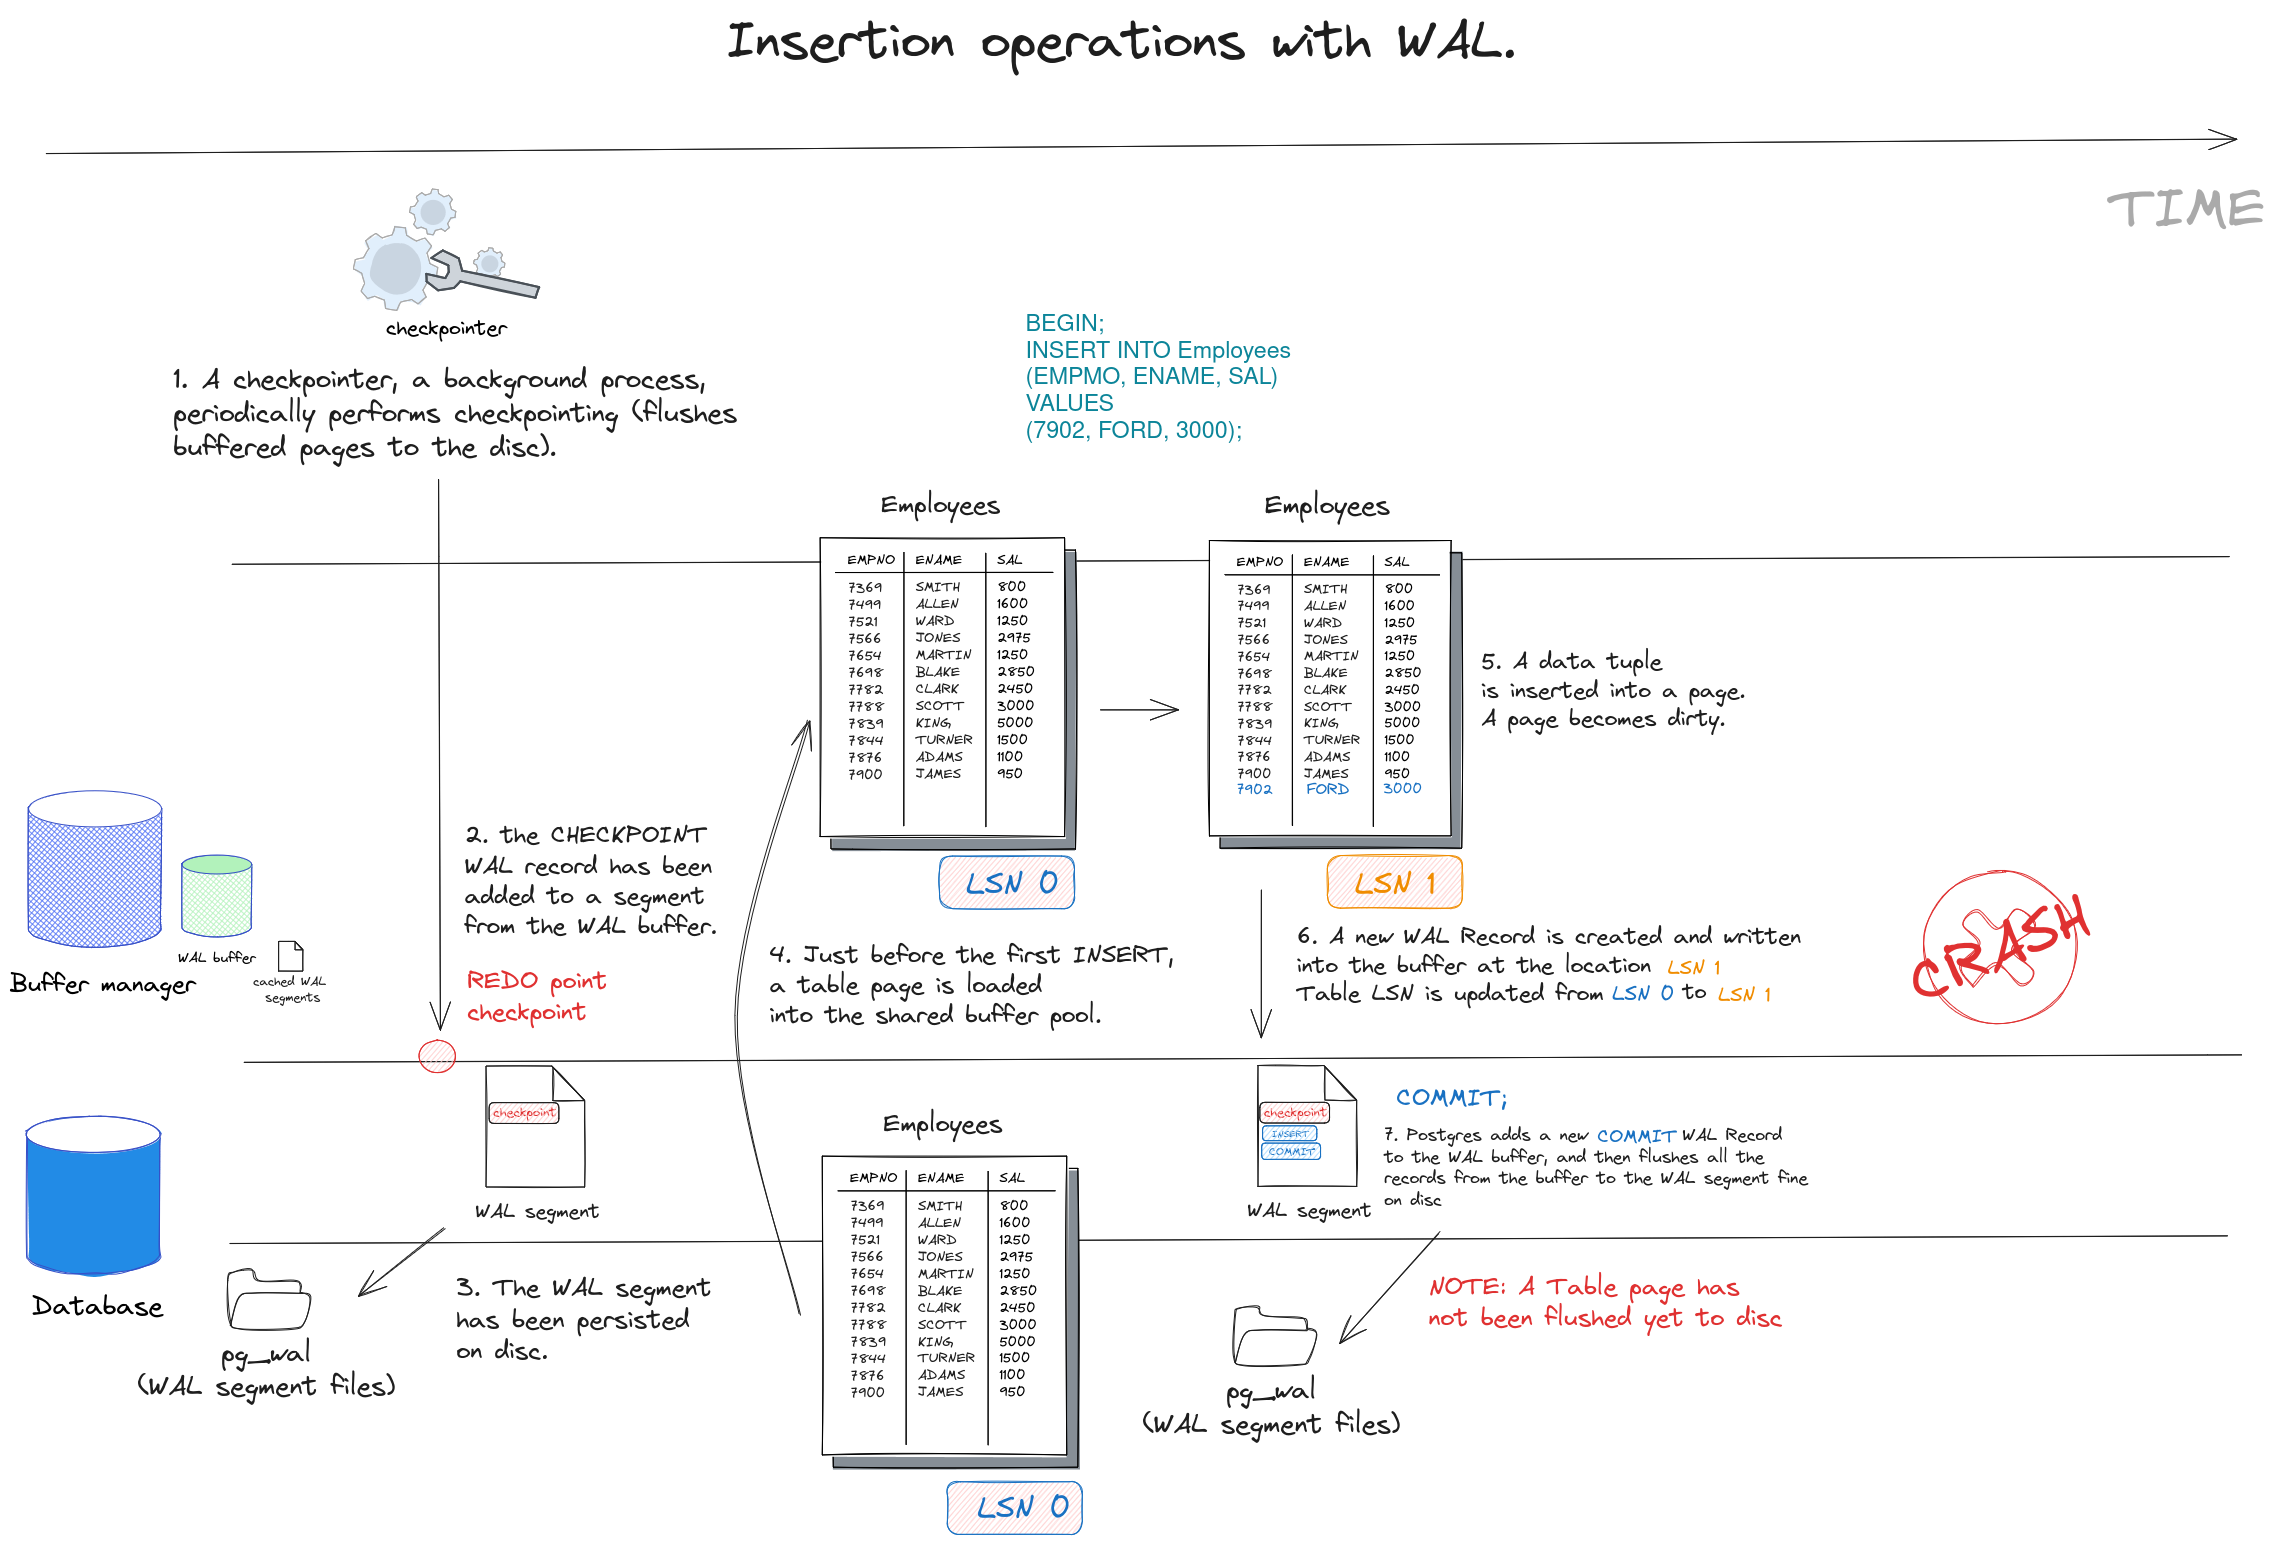 Insertion operations with WAL.
TIME
checkpointer
1. A checkpointer, a background process,
periodically performs checkpointing (flushes
buffered pages to the disc).
BEGIN;
INSERT INTO Employees
(EMPMO, ENAME, SAL)
VALUES
(7902, FORD, 3000);
Employees
EMPNO ENAME SAL
7369 SMITH 800
7499 ALLEN 1600
7521 WARD 1250
7566 JONES 2975
7654 MARTIN 1250
7698 BLAKE 2850
7782 CLARK 2450
7788 SCOTT 3000
7839 KING 5000
7844 TURNER 1500
7876 ADAMS 1100
7900 JAMES 950
LSN 0
Employees
EMPNO ENAME SAL
7369 SMITH 800
7499 ALLEN 1600
7521 WARD 1250
7566 JONES 2975
7654 MARTIN 1250
7698 BLAKE 2850
7782 CLARK 2450
7788 SCOTT 3000
7839 KING 5000
7844 TURNER 1500
7876 ADAMS 1100
7900 JAMES 950
7902 FORD 3000
LSN 1
5. A data tuple
is inserted into a page.
A page becomes dirty.
Buffer manager
WAL buffer
cached WAL
segments
2. the CHECKPOINT
WAL record has been
added to a segment
from the WAL buffer.
REDO point
checkpoint
4. Just before the first INSERT,
a table page is loaded
into the shared buffer pool.
6. A new WAL Record is created and written
into the buffer at the location LSN 1
Table LSN is updated from LSN 0 to LSN 1
CRASH
Database
checkpoint
WAL segment
pg_wal
(WAL segment files)
3. The WAL segment
has been persisted
on disc.
Employees
EMPNO ENAME SAL
7369 SMITH 800
7499 ALLEN 1600
7521 WARD 1250
7566 JONES 2975
7654 MARTIN 1250
7698 BLAKE 2850
7782 CLARK 2450
7788 SCOTT 3000
7839 KING 5000
7844 TURNER 1500
7876 ADAMS 1100
7900 JAMES 950
LSN 0
checkpoint
INSERT
COMMIT
WAL segment
COMMIT;
7. Postgres adds a new COMMIT WAL Record
to the WAL buffer, and then flushes all the
records from the buffer to the WAL segment fine
on disc
NOTE: A Table page has
not been flushed yet to disc
pg_wal
(WAL segment files)